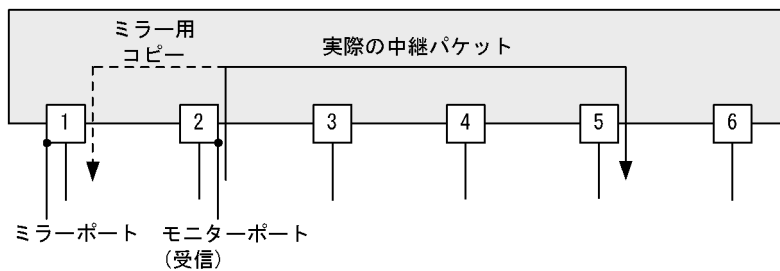 ミラー用
コピー
実際の中継パケット
1 2 3 4 5 6
ミラーポート
モニターポート
(受信)